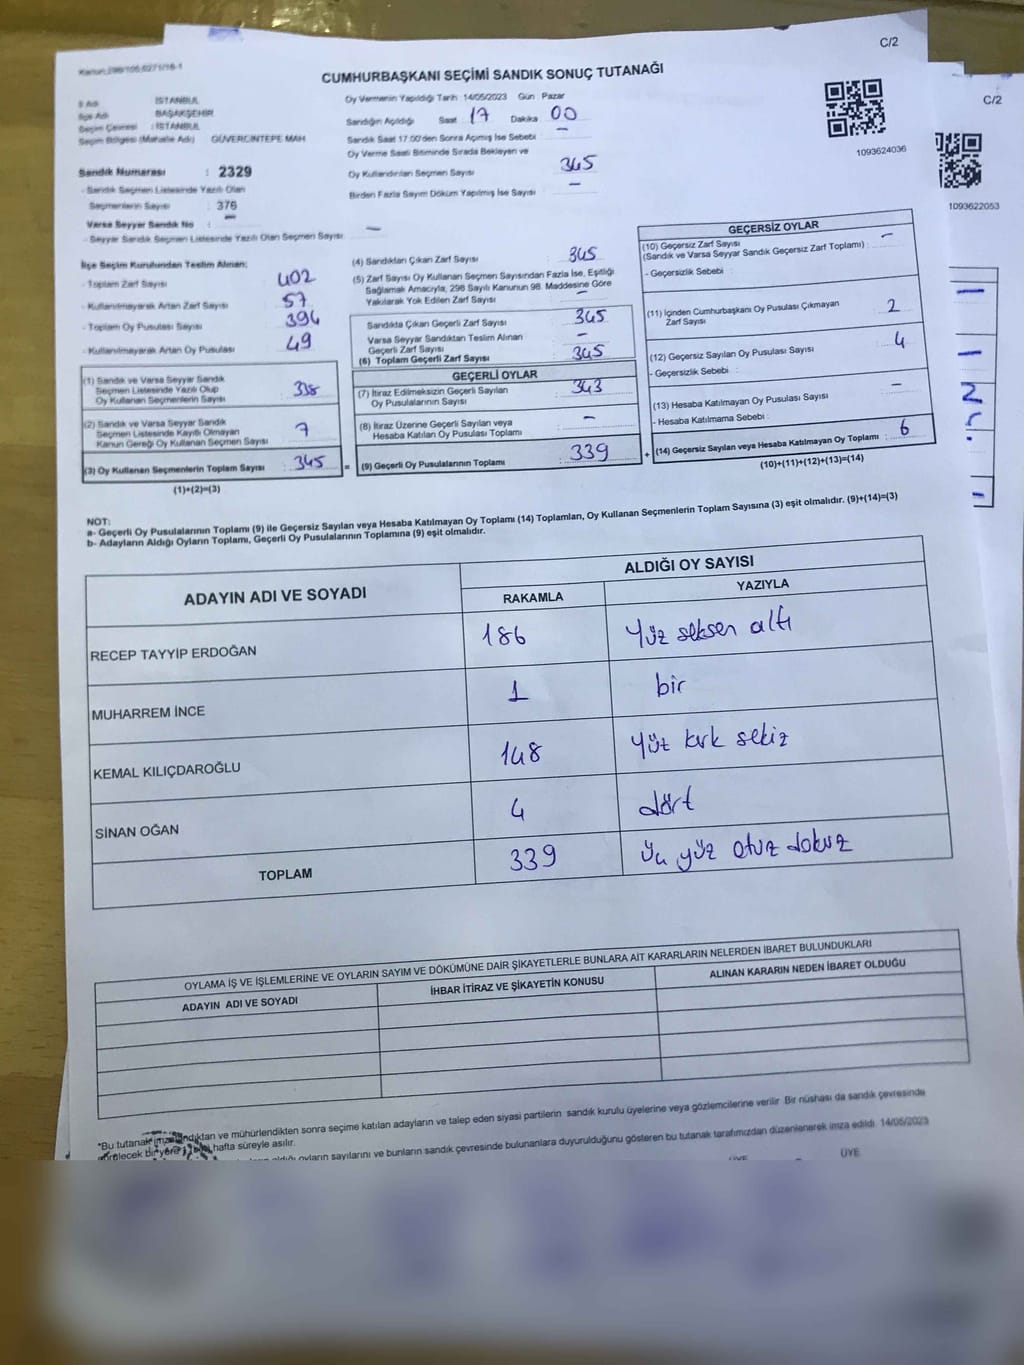 Kanun:298/105,6271/16-1
C/2
CUMHURBAŞKANI SEÇİMİ SANDIK SONUÇ TUTANAĞI
İl Adı İSTANBUL
İlçe Adı BAŞAKŞEHİR
Seçim Çevresi : İSTANBUL
Seçim Bölgesi (Mahalle Adı) GÜVERCİNTEPE MAH
Sandık Numarası : 2329
- Sandık Seçmen Listesinde Yazılı Olan
Seçmenlerin Sayısı : 376
Varsa Seyyar Sandık No : -
- Seyyar Sandık Seçmen Listesinde Yazılı Olan Seçmen Sayısı -
Oy Vermenin Yapıldığı Tarih 14/05/2023 Gün Pazar
Sandığın Açıldığı Saat 17 Dakika 00
Sandık Saat 17:00'den Sonra Açılmış İse Sebebi -
Oy Verme Saati Bitiminde Sırada Bekleyen ve
Oy Kullandırılan Seçmen Sayısı 345
Birden Fazla Sayım Döküm Yapılmış İse Sayısı -
1093624036
C/2
1093622053
İlçe Seçim Kurulundan Teslim Alınan;
- Toplam Zarf Sayısı 402
- Kullanılmayarak Artan Zarf Sayısı 57
- Toplam Oy Pusulası Sayısı 394
- Kullanılmayarak Artan Oy Pusulası 49
(1) Sandık ve Varsa Seyyar Sandık
Seçmen Listesinde Yazılı Olup
Oy Kullanan Seçmenlerin Sayısı : 338
(2) Sandık ve Varsa Seyyar Sandık
Seçmen Listesinde Kayıtlı Olmayan
Kanun Gereği Oy Kullanan Seçmen Sayısı : 7
(3) Oy Kullanan Seçmenlerin Toplam Sayısı : 345 =
(1)+(2)=(3)
(4) Sandıktan Çıkan Zarf Sayısı : 345
(5) Zarf Sayısı Oy Kullanan Seçmen Sayısından Fazla İse, Eşitliği
Sağlamak Amacıyla, 298 Sayılı Kanunun 98. Maddesine Göre
Yakılarak Yok Edilen Zarf Sayısı : -
Sandıkta Çıkan Geçerli Zarf Sayısı : 345
Varsa Seyyar Sandıktan Teslim Alınan
Geçerli Zarf Sayısı : -
(6) Toplam Geçerli Zarf Sayısı : 345
GEÇERLİ OYLAR
(7) İtiraz Edilmeksizin Geçerli Sayılan
Oy Pusulalarının Sayısı : 343
(8) İtiraz Üzerine Geçerli Sayılan veya
Hesaba Katılan Oy Pusulası Toplamı : -
(9) Geçerli Oy Pusulalarının Toplamı : 339 +
GEÇERSİZ OYLAR
(10) Geçersiz Zarf Sayısı
(Sandık ve Varsa Seyyar Sandık Geçersiz Zarf Toplamı) : -
- Geçersizlik Sebebi :
(11) İçinden Cumhurbaşkanı Oy Pusulası Çıkmayan
Zarf Sayısı : 2
(12) Geçersiz Sayılan Oy Pusulası Sayısı : 4
- Geçersizlik Sebebi :
(13) Hesaba Katılmayan Oy Pusulası Sayısı : -
- Hesaba Katılmama Sebebi :
(14) Geçersiz Sayılan veya Hesaba Katılmayan Oy Toplamı : 6
(10)+(11)+(12)+(13)=(14)
NOT:
a- Geçerli Oy Pusulalarının Toplamı (9) ile Geçersiz Sayılan veya Hesaba Katılmayan Oy Toplamı (14) Toplamları, Oy Kullanan Seçmenlerin Toplam Sayısına (3) eşit olmalıdır. (9)+(14)=(3)
b- Adayların Aldığı Oyların Toplamı, Geçerli Oy Pusulalarının Toplamına (9) eşit olmalıdır.
ADAYIN ADI VE SOYADI
ALDIĞI OY SAYISI
RAKAMLA YAZIYLA
RECEP TAYYİP ERDOĞAN 186 Yüz seksen altı
MUHARREM İNCE 1 bir
KEMAL KILIÇDAROĞLU 148 Yüz kırk sekiz
SİNAN OĞAN 4 dört
TOPLAM 339 Üç yüz otuz dokuz
OYLAMA İŞ VE İŞLEMLERİNE VE OYLARIN SAYIM VE DÖKÜMÜNE DAİR ŞİKAYETLERLE BUNLARA AİT KARARLARIN NELERDEN İBARET BULUNDUKLARI
ADAYIN ADI VE SOYADI İHBAR İTİRAZ VE ŞİKAYETİN KONUSU ALINAN KARARIN NEDEN İBARET OLDUĞU
*Bu tutanak ve mühürlendikten sonra seçime katılan adayların ve talep eden siyasi partilerin sandık kurulu üyelerine veya gözlemcilerine verilir. Bir nüshası da sandık çevresinde
bir yere hafta süreyle asılır.
aldığı oyların sayılarını ve bunların sandık çevresinde bulunanlara duyurulduğunu gösteren bu tutanak tarafımızdan düzenlenerek imza edildi. 14/05/2023
ÜYE ÜYE